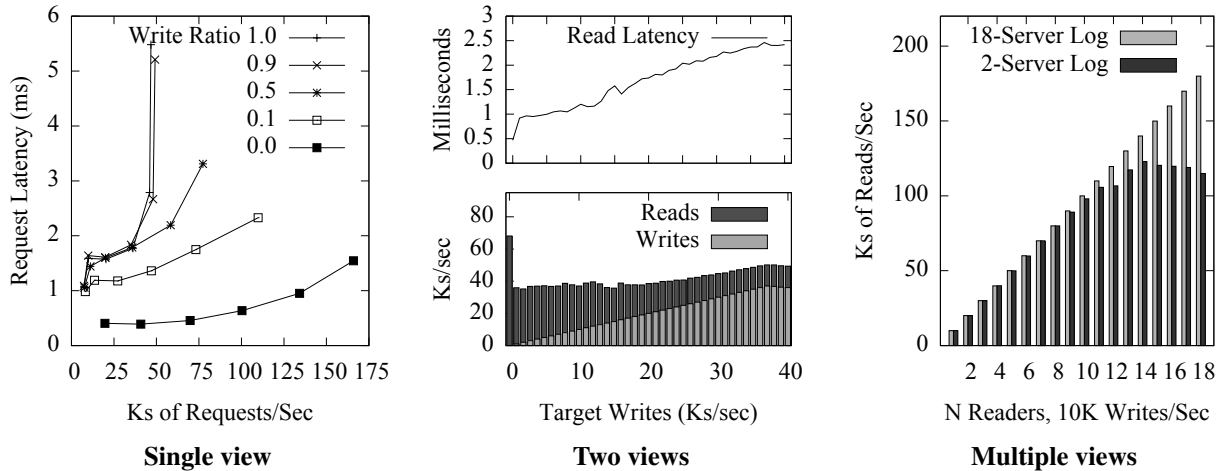 Request Latency (ms)
6
5
4
3
2
1
0
Write Ratio 1.0
0.9
0.5
0.1
0.0
0 25 50 75 100 125 150 175
Ks of Requests/Sec
Single view
Milliseconds
3
2.5
2
1.5
1
0.5
0
Read Latency
Ks/sec
80
60
40
20
0
Reads
Writes
0 10 20 30 40
Target Writes (Ks/sec)
Two views
Ks of Reads/Sec
200
150
100
50
0
18-Server Log
2-Server Log
2 4 6 8 10 12 14 16 18
N Readers, 10K Writes/Sec
Multiple views